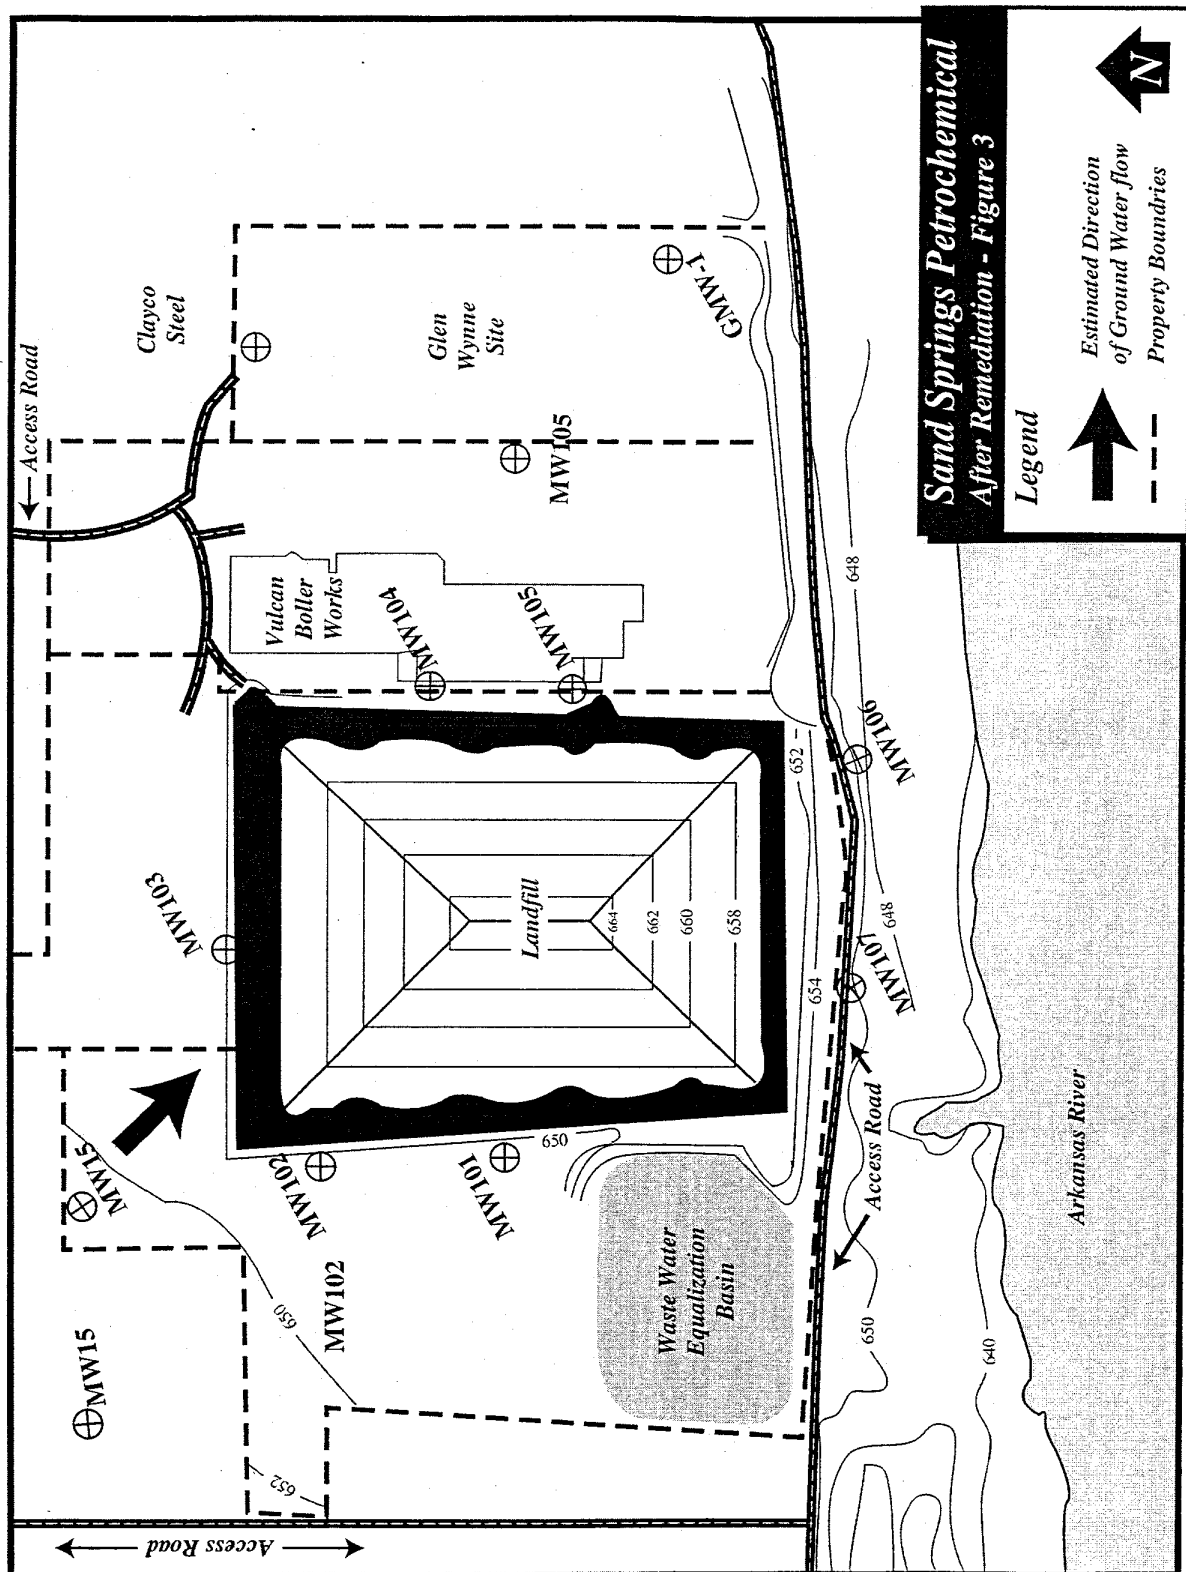 Sand Springs Petrochemical
After Remediation - Figure 3
N
Legend
Estimated Direction
of Ground Water flow
Property Boundries
Access Road
Clayco
Steel
Glen
Wynne
Site
GMW-1
MW105
Vulcan
Boller
Works
MW104
MW105
MW103
MW106
MW107
Landfill
664
662
660
658
652
654
648
648
MW15
MW102
MW101
650
MW15
MW102
650
652
Waste Water
Equalization
Basin
Access Road
650
640
Arkansas River
Access Road